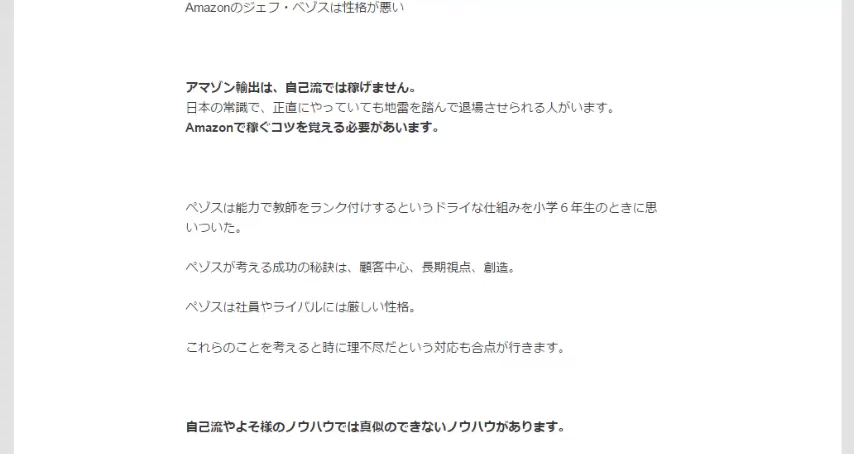 Amazonのジェフ・ベゾスは性格が悪い
アマゾン輸出は、自己流では稼げません。
日本の常識で、正直にやっていても地雷を踏んで退場させられる人がいます。
Amazonで稼ぐコツを覚える必要があいます。
ベゾスは能力で教師をランク付けするというドライな仕組みを小学６年生のときに思
いついた。
ベゾスが考える成功の秘訣は、顧客中心、長期視点、創造。
ベゾスは社員やライバルには厳しい性格。
これらのことを考えると時に理不尽だという対応も合点が行きます。
自己流やよそ様のノウハウでは真似のできないノウハウがあります。